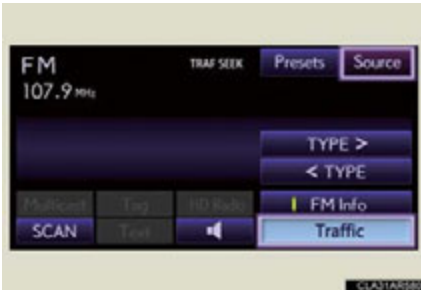 FM TRAF SEEK Presets Source
107.9 MHz
TYPE >
< TYPE
Multicast Tag HD Radio FM Info
SCAN Text Traffic
CLA31ARS80